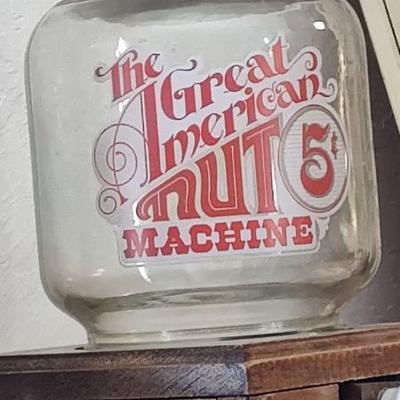 The
Great
American
NUT 5¢
MACHINE